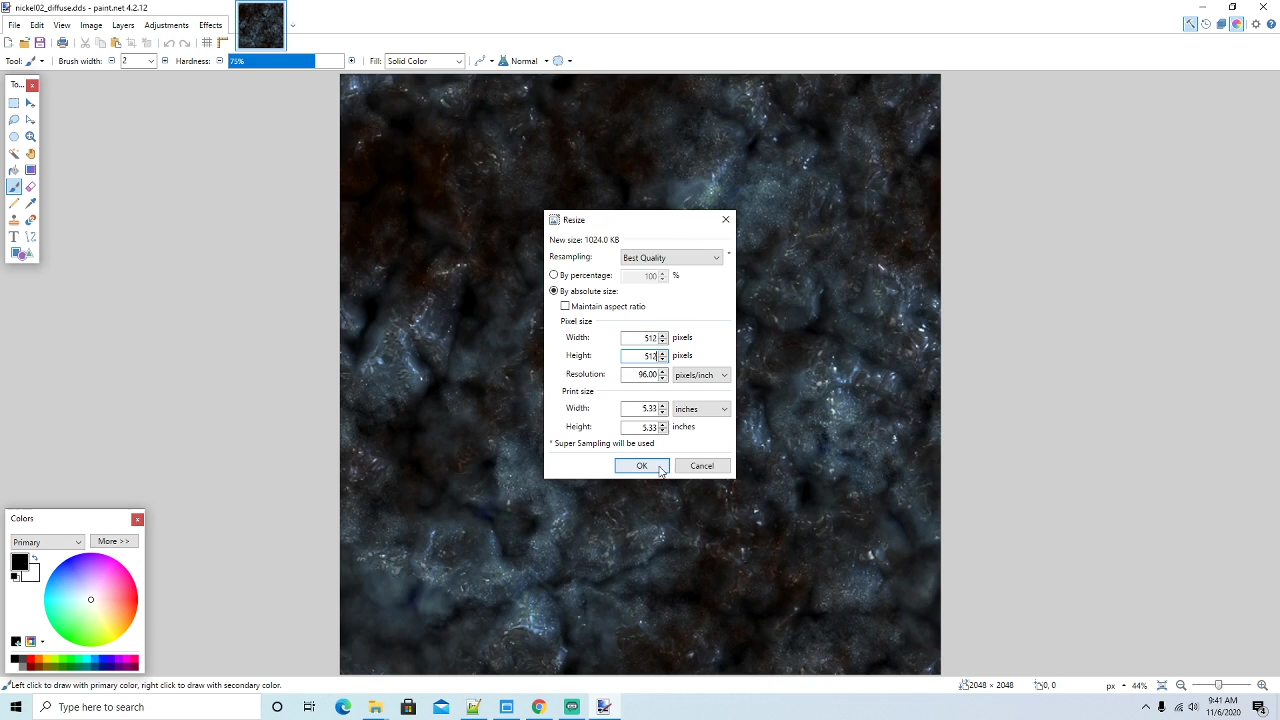 nickel02_diffuse.dds - paint.net 4.2.12
File Edit View Image Layers Adjustments Effects
Tool: Brush width: 2 Hardness: 75% Fill: Solid Color Normal
To...
Resize
New size: 1024.0 KB
Resampling: Best Quality *
By percentage: 100 %
By absolute size:
Maintain aspect ratio
Pixel size
Width: 512 pixels
Height: 512 pixels
Resolution: 96.00 pixels/inch
Print size
Width: 5.33 inches
Height: 5.33 inches
* Super Sampling will be used
OK Cancel
Colors
Primary More >>
Left click to draw with primary color, right click to draw with secondary color. 2048 × 2048 0, 0 px 44%
Type here to search
9:41 AM
11/6/2020
4